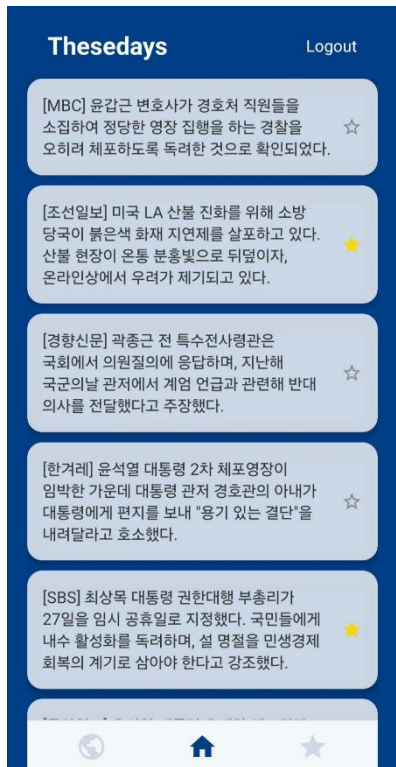 Thesedays
Logout
[MBC] 윤갑근 변호사가 경호처 직원들을
소집하여 정당한 영장 집행을 하는 경찰을
오히려 체포하도록 독려한 것으로 확인되었다.
[조선일보] 미국 LA 산불 진화를 위해 소방
당국이 붉은색 화재 지연제를 살포하고 있다.
산불 현장이 온통 분홍빛으로 뒤덮이자,
온라인상에서 우려가 제기되고 있다.
[경향신문] 곽종근 전 특수전사령관은
국회에서 의원질의에 응답하며, 지난해
국군의날 관저에서 계엄 언급과 관련해 반대
의사를 전달했다고 주장했다.
[한겨레] 윤석열 대통령 2차 체포영장이
임박한 가운데 대통령 관저 경호관의 아내가
대통령에게 편지를 보내 "용기 있는 결단"을
내려달라고 호소했다.
[SBS] 최상목 대통령 권한대행 부총리가
27일을 임시 공휴일로 지정했다. 국민들에게
내수 활성화를 독려하며, 설 명절을 민생경제
회복의 계기로 삼아야 한다고 강조했다.